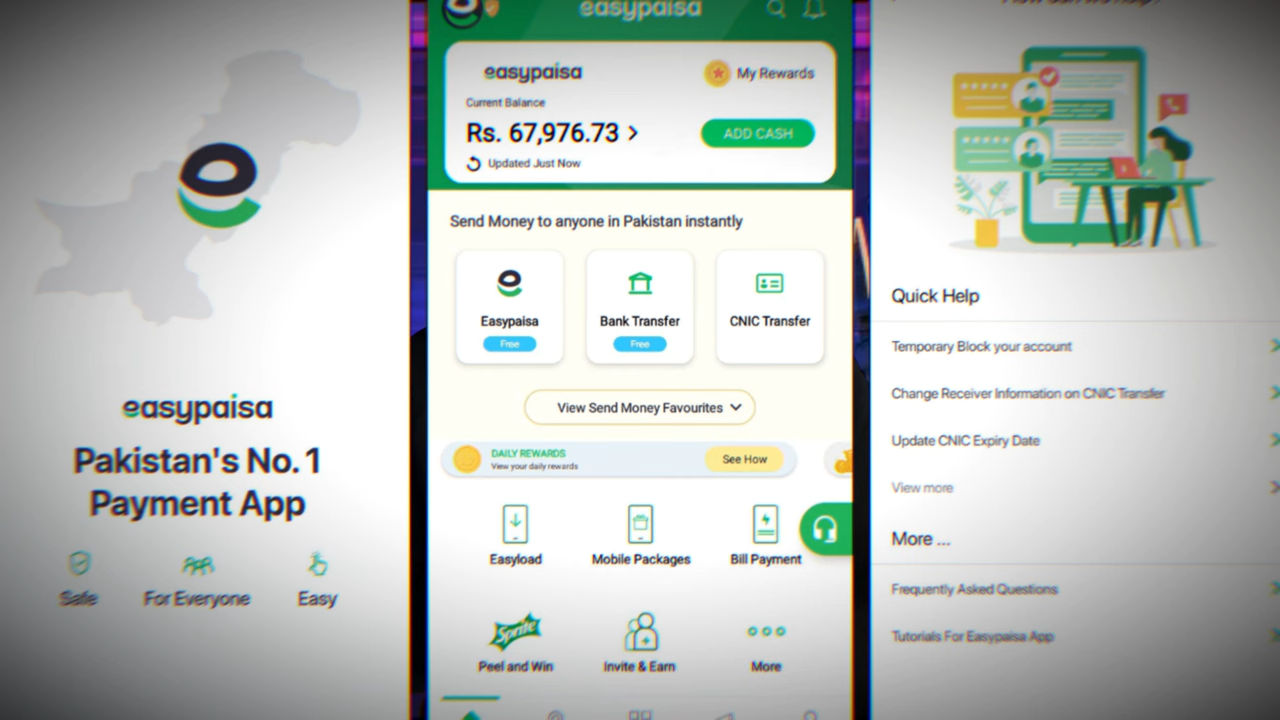 easypaisa
Pakistan's No. 1
Payment App
Safe
For Everyone
Easy
easypaisa
easypaisa
My Rewards
Current Balance
Rs. 67,976.73
ADD CASH
Updated Just Now
Send Money to anyone in Pakistan instantly
Easypaisa
Free
Bank Transfer
Free
CNIC Transfer
View Send Money Favourites
DAILY REWARDS
View your daily rewards
See How
Easyload
Mobile Packages
Bill Payment
Sprite
Peel and Win
Invite & Earn
More
How can we help?
Quick Help
Temporary Block your account
Change Receiver Information on CNIC Transfer
Update CNIC Expiry Date
View more
More ...
Frequently Asked Questions
Tutorials For Easypaisa App